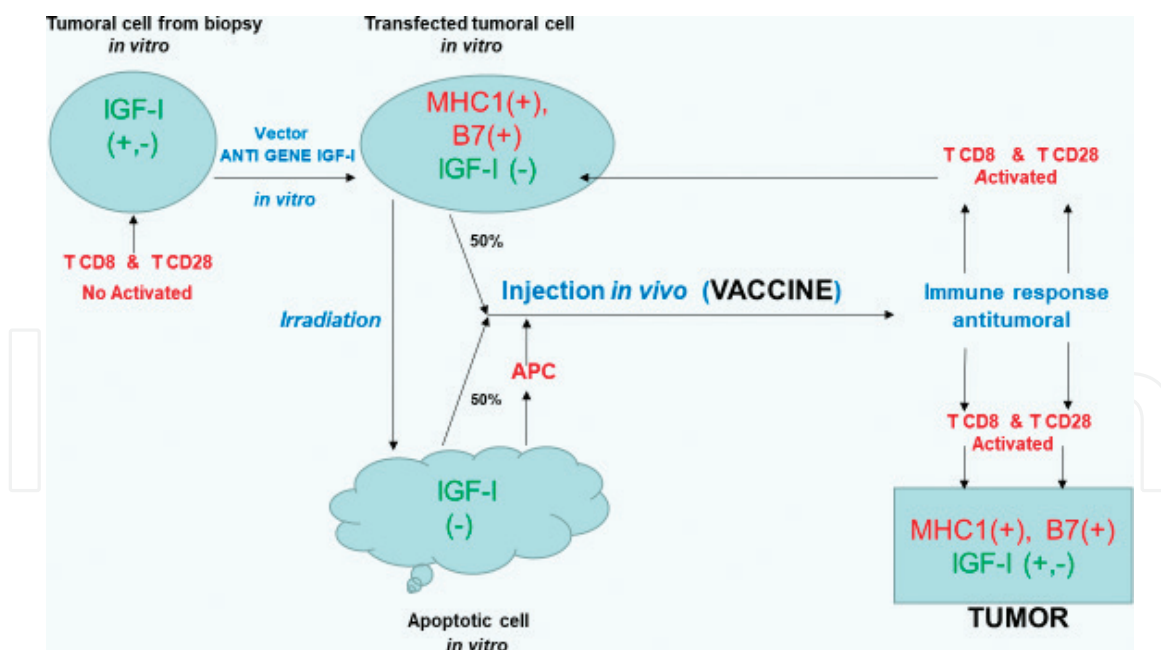 Tumoral cell from biopsy
in vitro
Transfected tumoral cell
in vitro
IGF-I
(+,-)
Vector
ANTI GENE IGF-I
in vitro
MHC1(+),
B7(+)
IGF-I (-)
T CD8 & T CD28
Activated
T CD8 & T CD28
No Activated
50%
Irradiation
Injection in vivo (VACCINE)
Immune response
antitumoral
APC
50%
T CD8 & T CD28
Activated
IGF-I
(-)
MHC1(+), B7(+)
IGF-I (+,-)
TUMOR
Apoptotic cell
in vitro